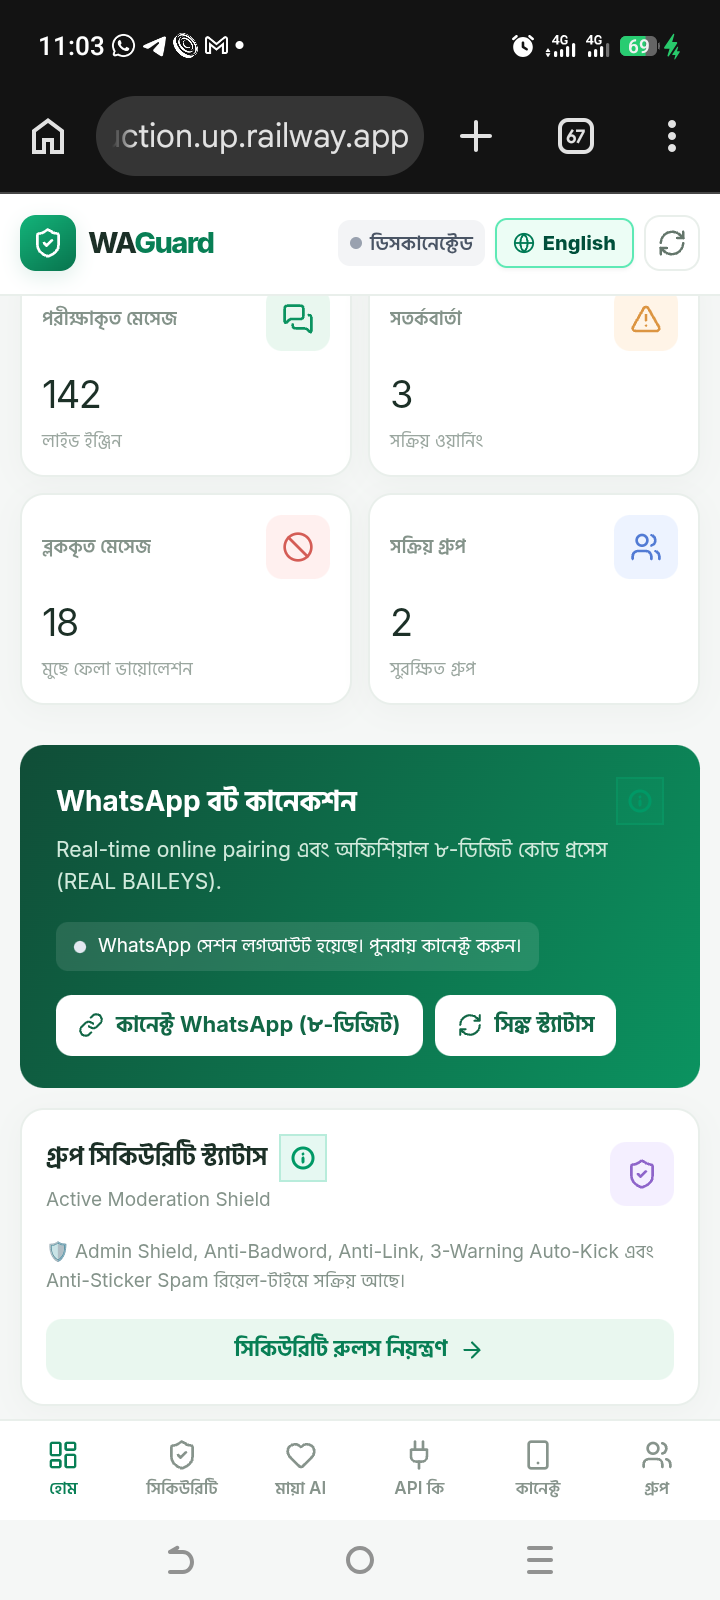 11:03
4G 4G 69
ction.up.railway.app
67
WAGuard
ডিসকানেক্টেড
English
পরীক্ষাকৃত মেসেজ
সতর্কবার্তা
142
3
লাইভ ইঞ্জিন
সক্রিয় ওয়ার্নিং
ব্লককৃত মেসেজ
সক্রিয় গ্রুপ
18
2
মুছে ফেলা ভায়োলেশন
সুরক্ষিত গ্রুপ
WhatsApp বট কানেকশন
Real-time online pairing এবং অফিশিয়াল ৮-ডিজিট কোড প্রসেস
(REAL BAILEYS).
WhatsApp সেশন লগআউট হয়েছে। পুনরায় কানেক্ট করুন।
কানেক্ট WhatsApp (৮-ডিজিট)
সিঙ্ক স্ট্যাটাস
গ্রুপ সিকিউরিটি স্ট্যাটাস
Active Moderation Shield
Admin Shield, Anti-Badword, Anti-Link, 3-Warning Auto-Kick এবং
Anti-Sticker Spam রিয়েল-টাইমে সক্রিয় আছে।
সিকিউরিটি রুলস নিয়ন্ত্রণ →
হোম
সিকিউরিটি
মায়া AI
API কি
কানেক্ট
গ্রুপ